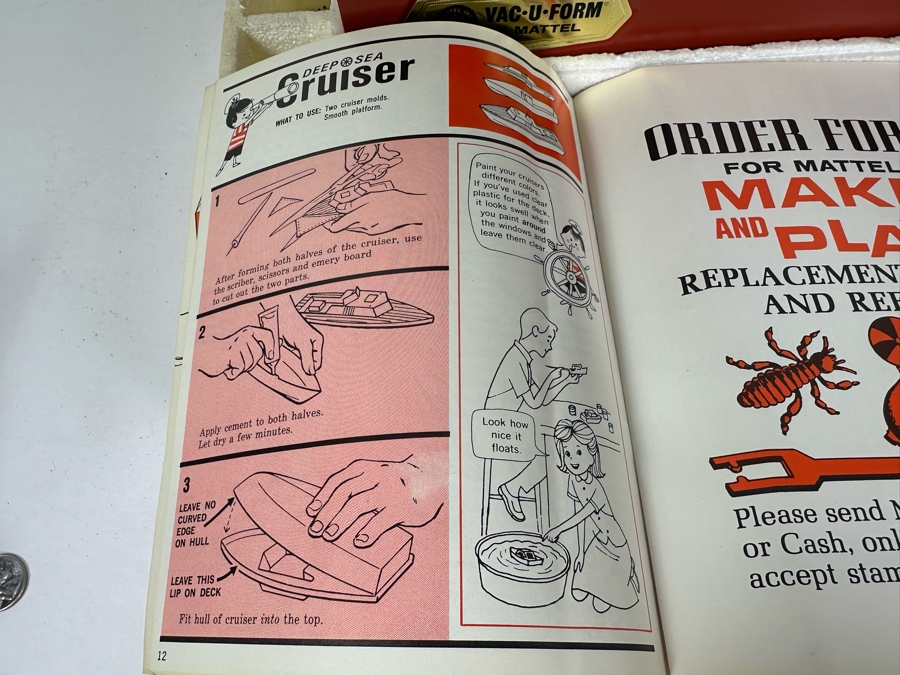 VAC-U-FORM
MATTEL
DEEP SEA
Cruiser
WHAT TO USE: Two cruiser molds.
Smooth platform.
1
After forming both halves of the cruiser, use
the scriber, scissors and emery board
to cut out the two parts.
2
Apply cement to both halves.
Let dry a few minutes.
3
LEAVE NO
CURVED
EDGE
ON HULL
LEAVE THIS
LIP ON DECK
Fit hull of cruiser into the top.
12
Paint your cruisers
different colors.
If you've used clear
plastic for the deck,
it looks swell when
you paint around
the windows and
leave them clear
Look how
nice it
floats.
ORDER FOR
FOR MATTEL
MAK
AND PLA
REPLACEMENT
AND REF
Please send
or Cash, onl
accept stam